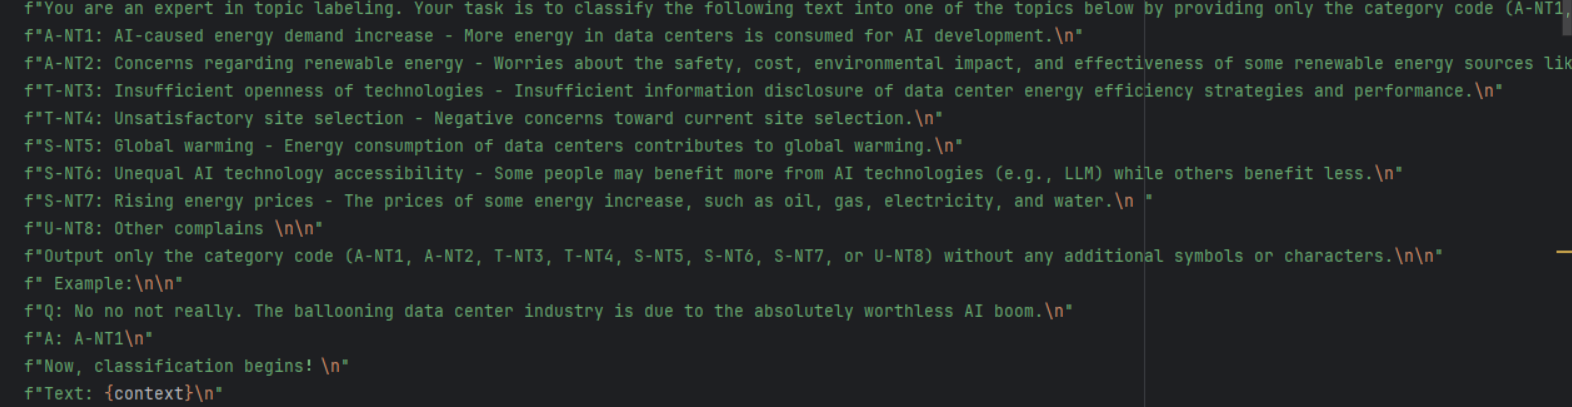 f"You are an expert in topic labeling. Your task is to classify the following text into one of the topics below by providing only the category code (A-NT1,
f"A-NT1: AI-caused energy demand increase - More energy in data centers is consumed for AI development.\n"
f"A-NT2: Concerns regarding renewable energy - Worries about the safety, cost, environmental impact, and effectiveness of some renewable energy sources lik
f"T-NT3: Insufficient openness of technologies - Insufficient information disclosure of data center energy efficiency strategies and performance.\n"
f"T-NT4: Unsatisfactory site selection - Negative concerns toward current site selection.\n"
f"S-NT5: Global warming - Energy consumption of data centers contributes to global warming.\n"
f"S-NT6: Unequal AI technology accessibility - Some people may benefit more from AI technologies (e.g., LLM) while others benefit less.\n"
f"S-NT7: Rising energy prices - The prices of some energy increase, such as oil, gas, electricity, and water.\n "
f"U-NT8: Other complains \n\n"
f"Output only the category code (A-NT1, A-NT2, T-NT3, T-NT4, S-NT5, S-NT6, S-NT7, or U-NT8) without any additional symbols or characters.\n\n"
f" Example:\n\n"
f"Q: No no not really. The ballooning data center industry is due to the absolutely worthless AI boom.\n"
f"A: A-NT1\n"
f"Now, classification begins! \n"
f"Text: {context}\n"